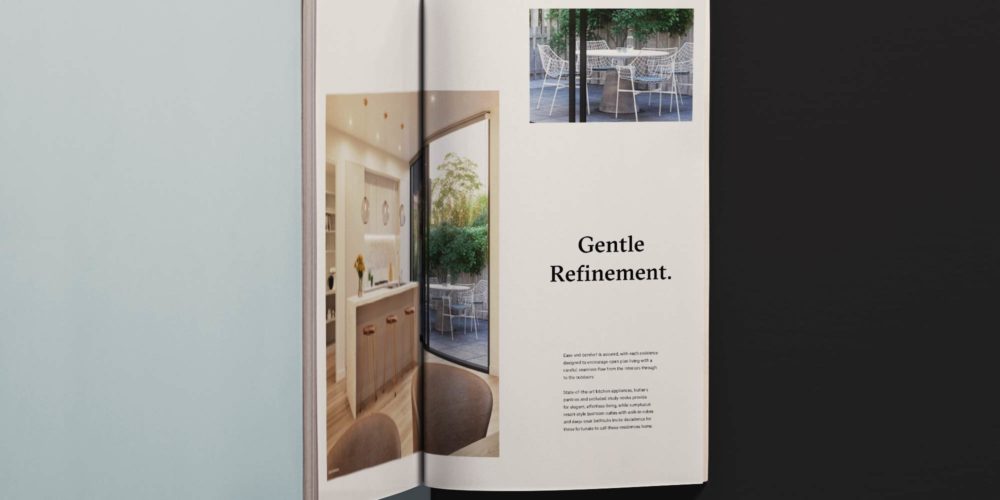 Gentle
Refinement.
Ease and comfort is assured, with each residence
designed to encourage open plan living with a
careful, seamless flow from the interiors through
to the outdoors.
State-of-the-art kitchen appliances, butler's
pantries and secluded study nooks provide
for elegant, effortless living, while sumptuous
resort-style bedroom suites with walk-in-robes
and deep-soak bathtubs invite decadence for
those fortunate to call these residences home.